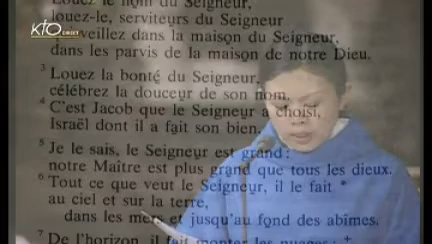 Louez le nom du Seigneur,
louez-le, serviteurs du Seigneur
KTO
DIRECT
veillez dans la maison du Seigneur,
dans les parvis de la maison de notre Dieu.
3 Louez la bonté du Seigneur,
célébrez la douceur de son nom.
4 C'est Jacob que le Seigneur a choisi,
Israël dont il a fait son bien.
5 Je le sais, le Seigneur est grand :
notre Maître est plus grand que tous les dieux.
6 Tout ce que veut le Seigneur, il le fait *
au ciel et sur la terre,
dans les mers et jusqu'au fond des abîmes.
7 De l'horizon, il fait monter les nuages ;